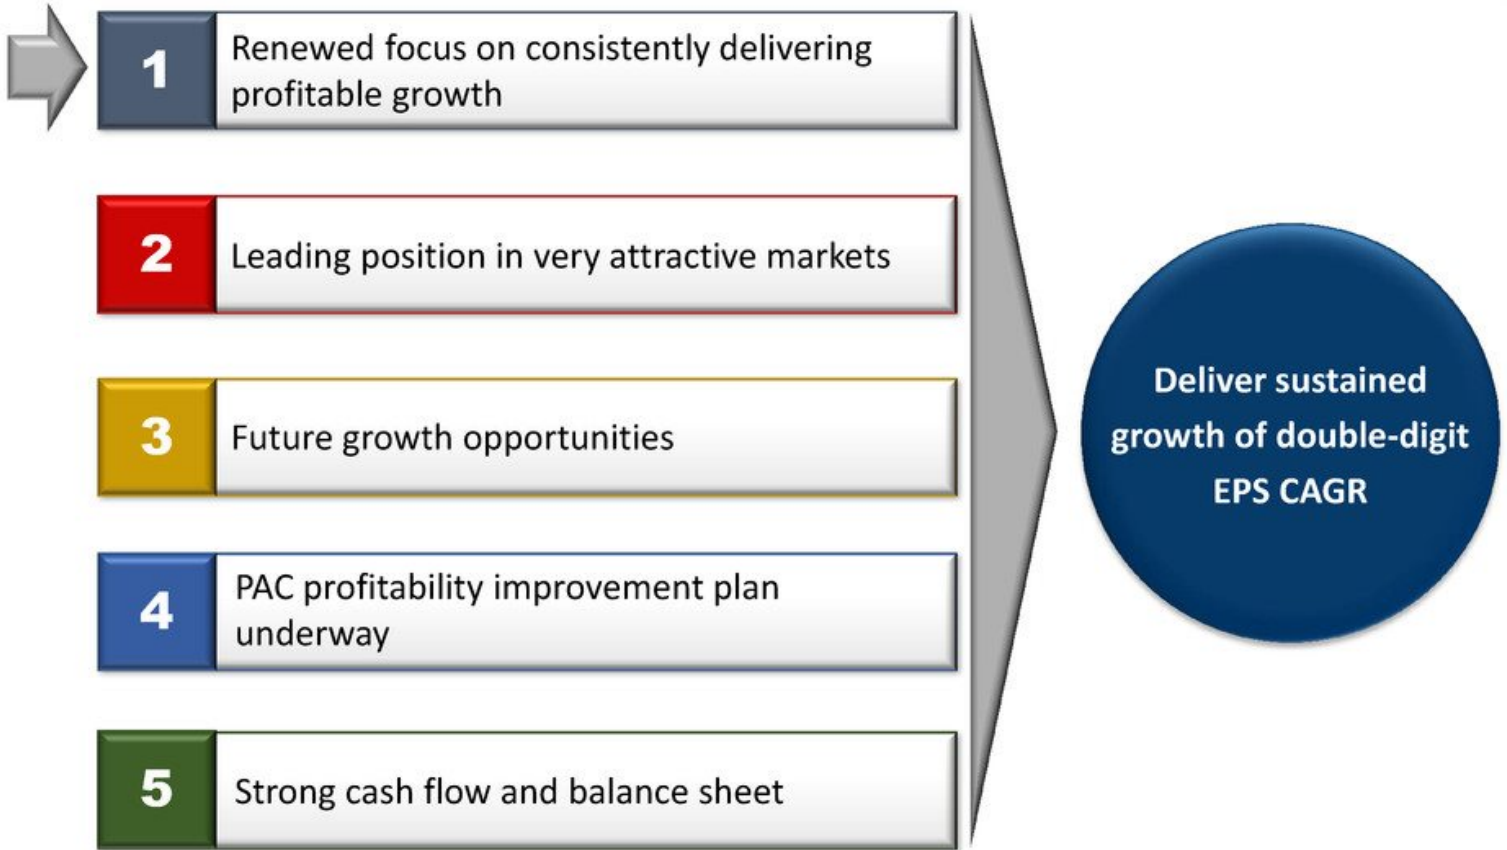 1
Renewed focus on consistently delivering
profitable growth
2
Leading position in very attractive markets
3
Future growth opportunities
4
PAC profitability improvement plan
underway
5
Strong cash flow and balance sheet
Deliver sustained
growth of double-digit
EPS CAGR